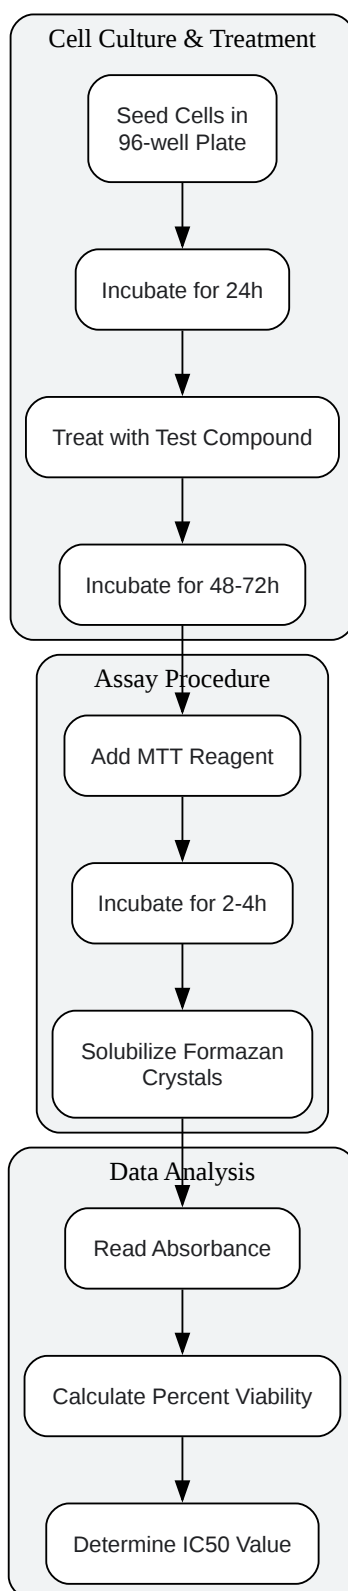 Cell Culture & Treatment
Seed Cells in
96-well Plate
Incubate for 24h
Treat with Test Compound
Incubate for 48-72h
Assay Procedure
Add MTT Reagent
Incubate for 2-4h
Solubilize Formazan
Crystals
Data Analysis
Read Absorbance
Calculate Percent Viability
Determine IC50 Value